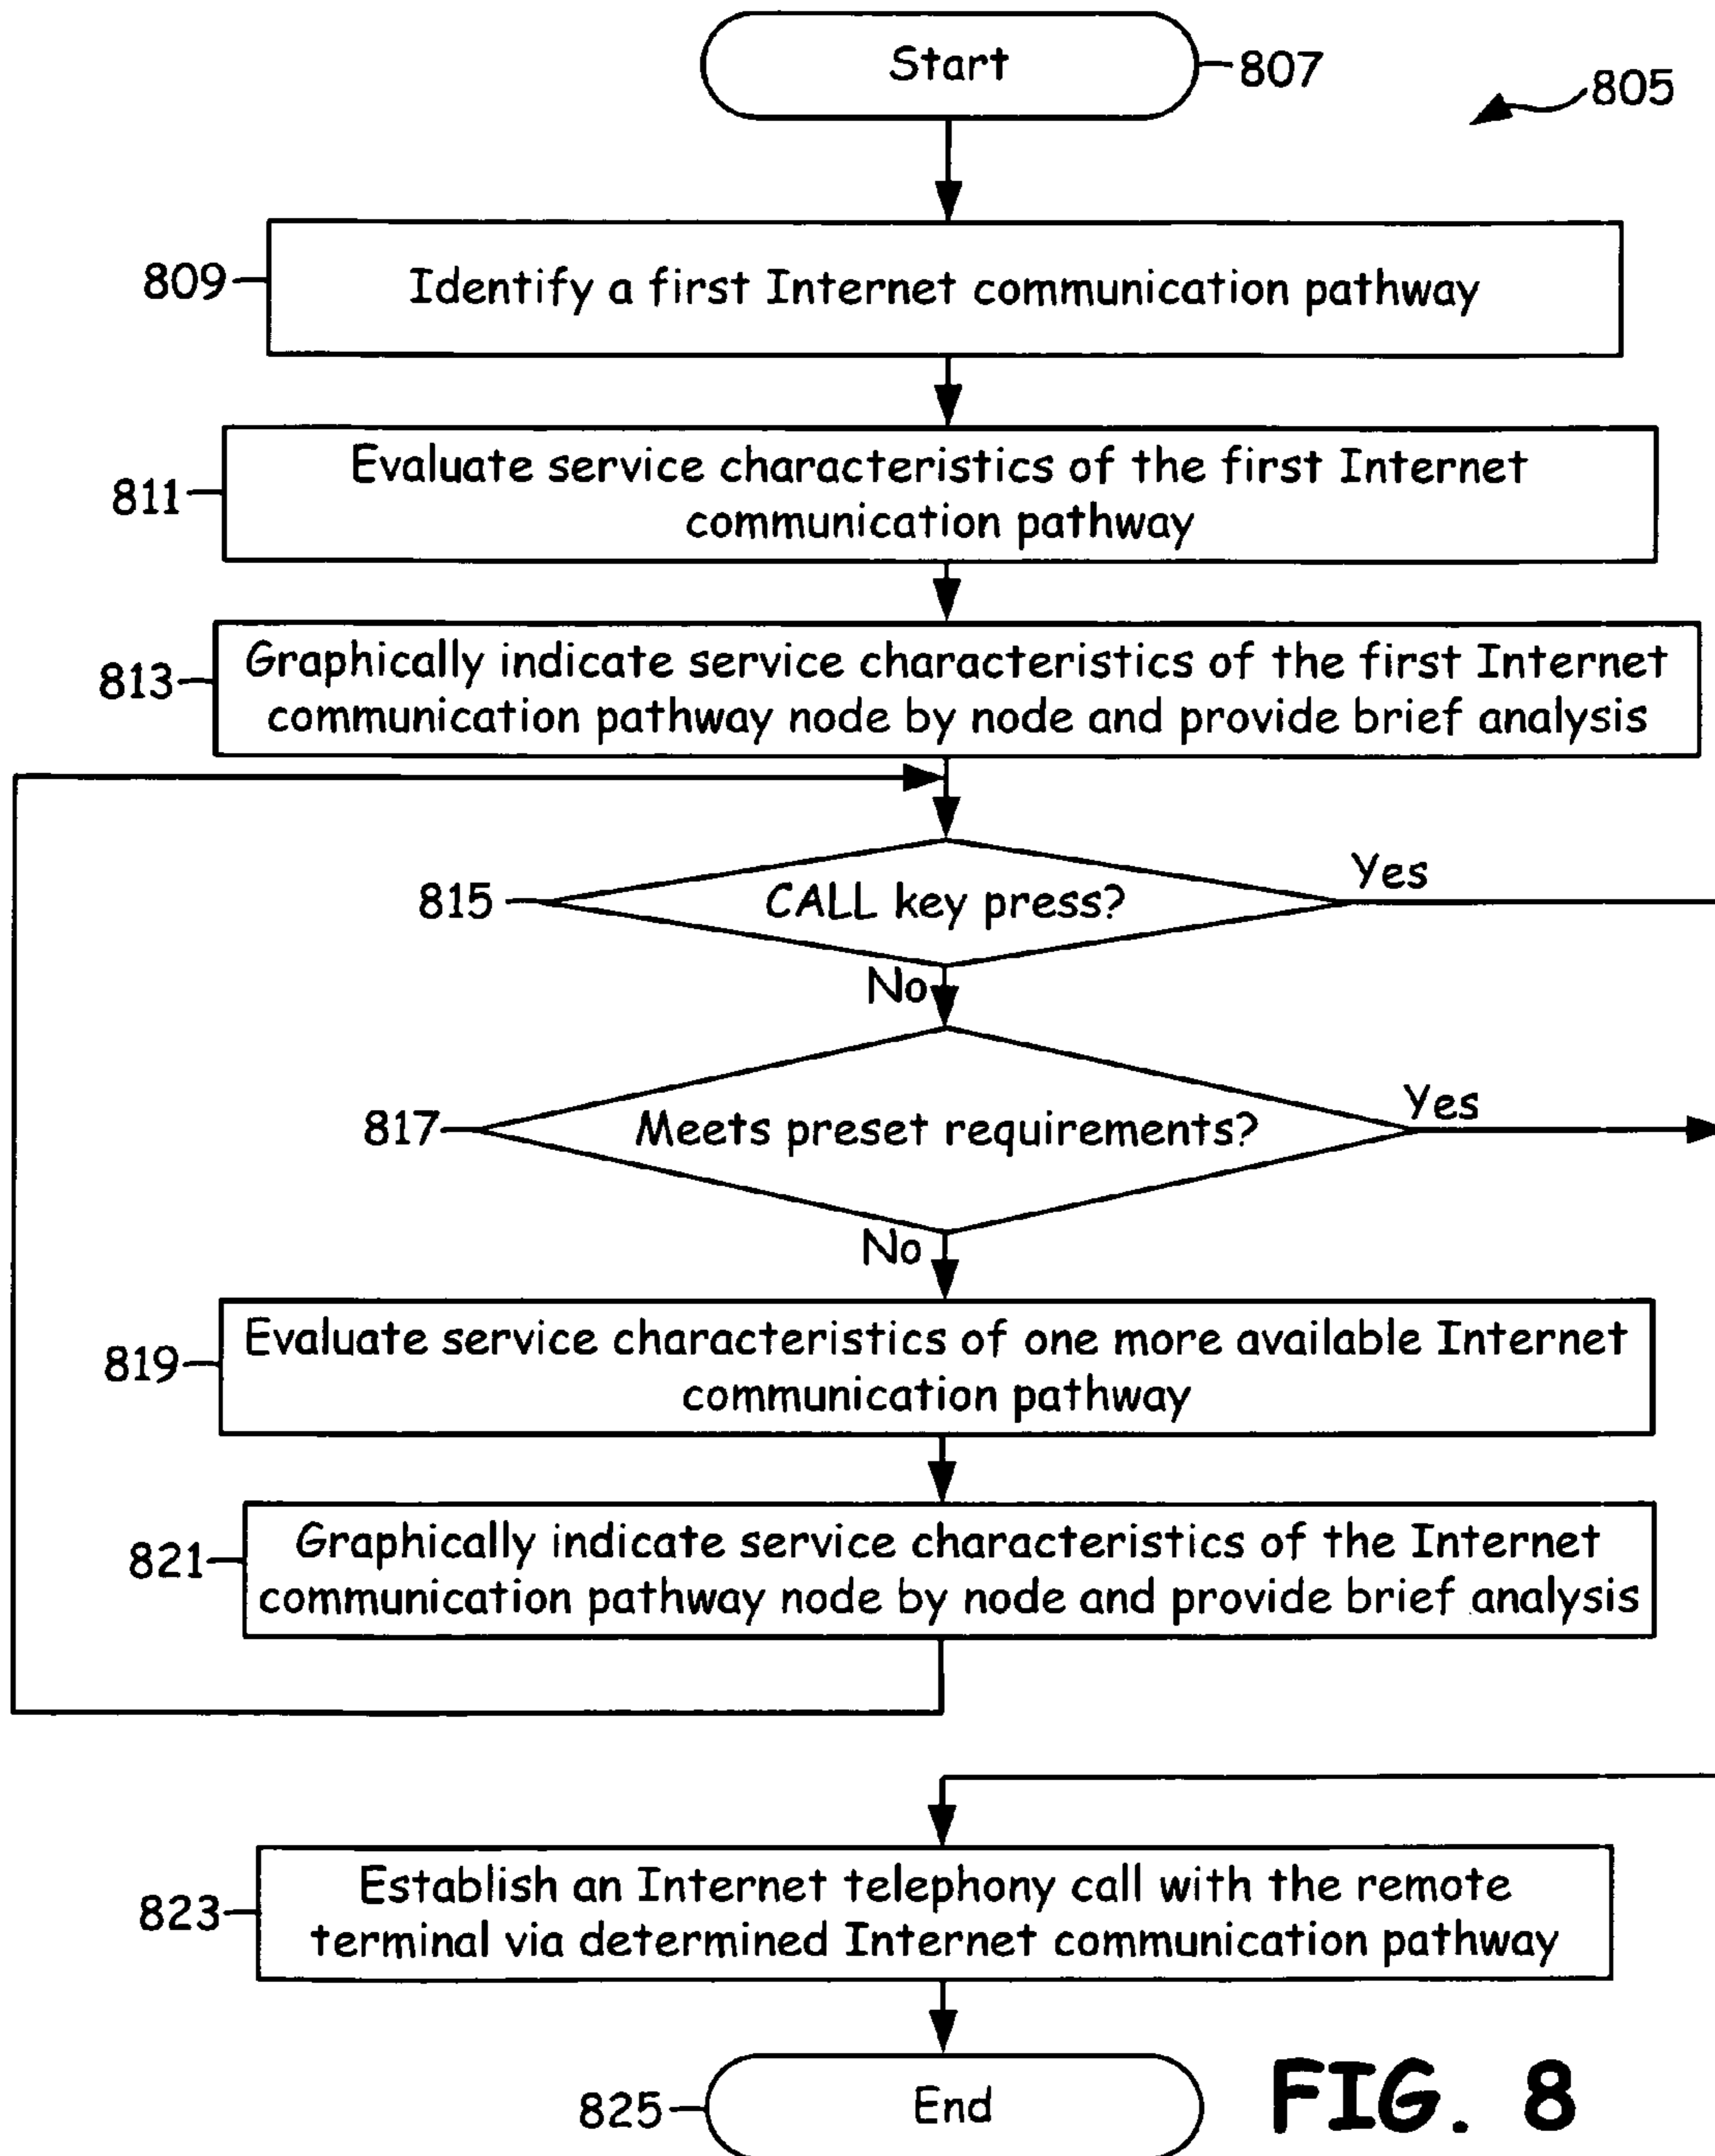 Start
807
805
809
Identify a first Internet communication pathway
811
Evaluate service characteristics of the first Internet
communication pathway
813
Graphically indicate service characteristics of the first Internet
communication pathway node by node and provide brief analysis
815
CALL key press?
Yes
No
817
Meets preset requirements?
Yes
No
819
Evaluate service characteristics of one more available Internet
communication pathway
821
Graphically indicate service characteristics of the Internet
communication pathway node by node and provide brief analysis
823
Establish an Internet telephony call with the remote
terminal via determined Internet communication pathway
825
End
FIG. 8